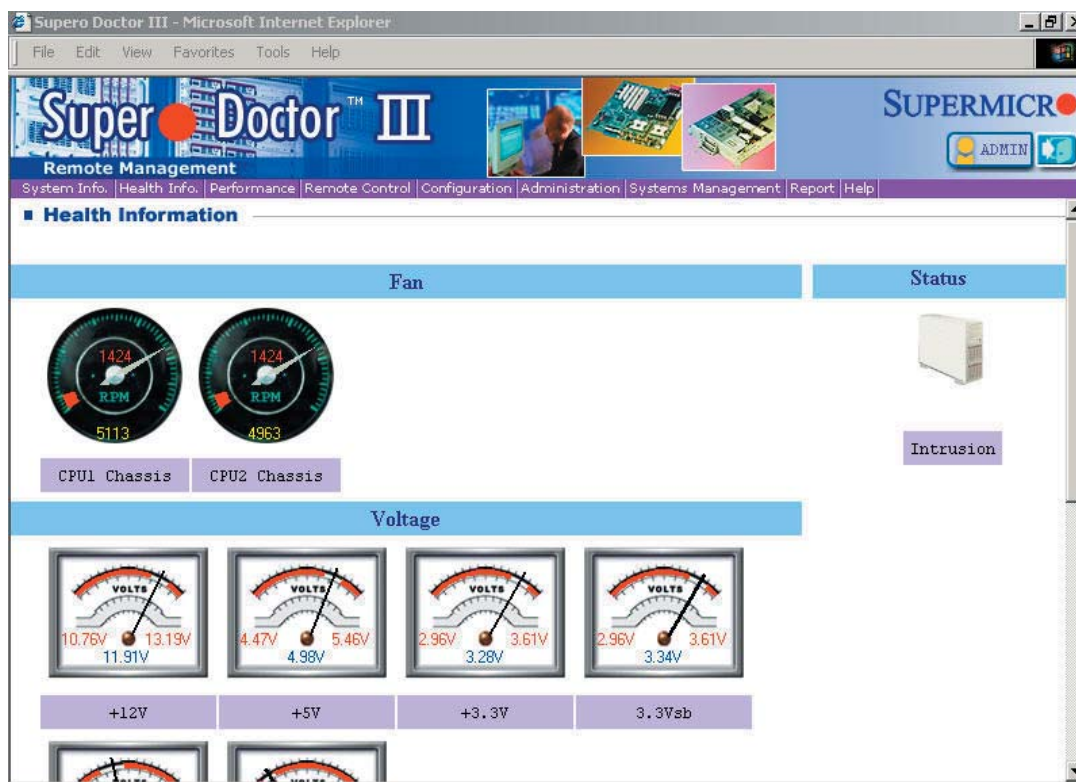 Supero Doctor III - Microsoft Internet Explorer
File Edit View Favorites Tools Help
Super Doctor ™ III
Remote Management
SUPERMICR
ADMIN
System Info. Health Info. Performance Remote Control Configuration Administration Systems Management Report Help
Health Information
Fan
Status
1424
RPM
5113
1424
RPM
4963
CPU1 Chassis
CPU2 Chassis
Intrusion
Voltage
VOLTS
10.76V 13.19V
11.91V
VOLTS
4.47V 5.46V
4.98V
VOLTS
2.96V 3.61V
3.28V
VOLTS
2.96V 3.61V
3.34V
+12V
+5V
+3.3V
3.3Vsb
VOLTS
VOLTS